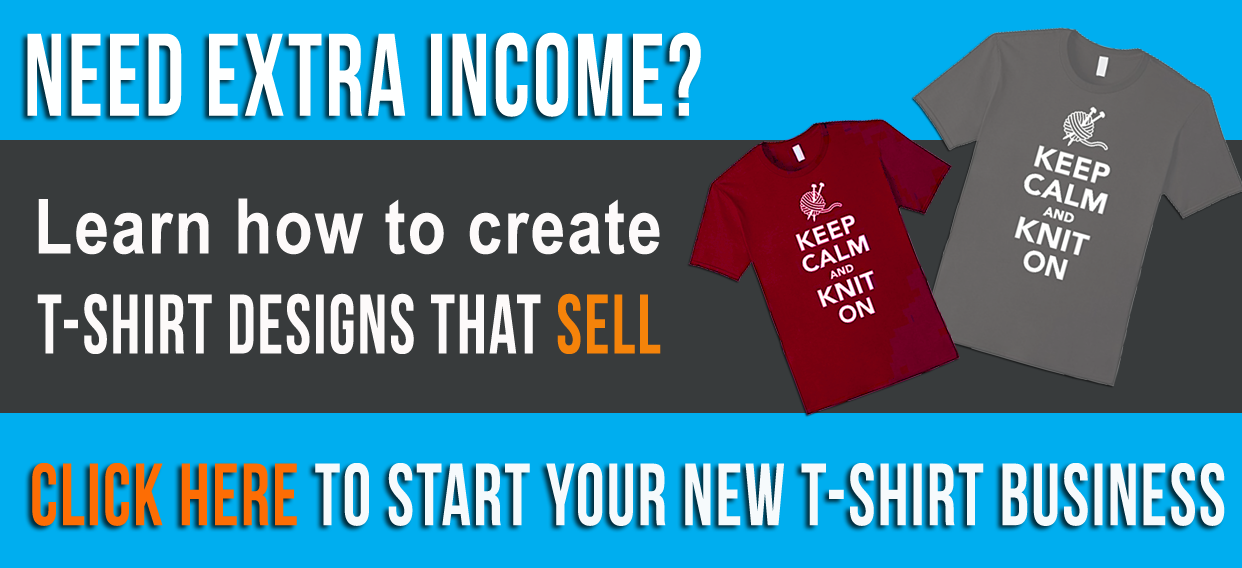 NEED EXTRA INCOME?
Learn how to create
T-SHIRT DESIGNS THAT SELL
KEEP
CALM
AND
KNIT
ON
KEEP
CALM
AND
KNIT
ON
CLICK HERE TO START YOUR NEW T-SHIRT BUSINESS